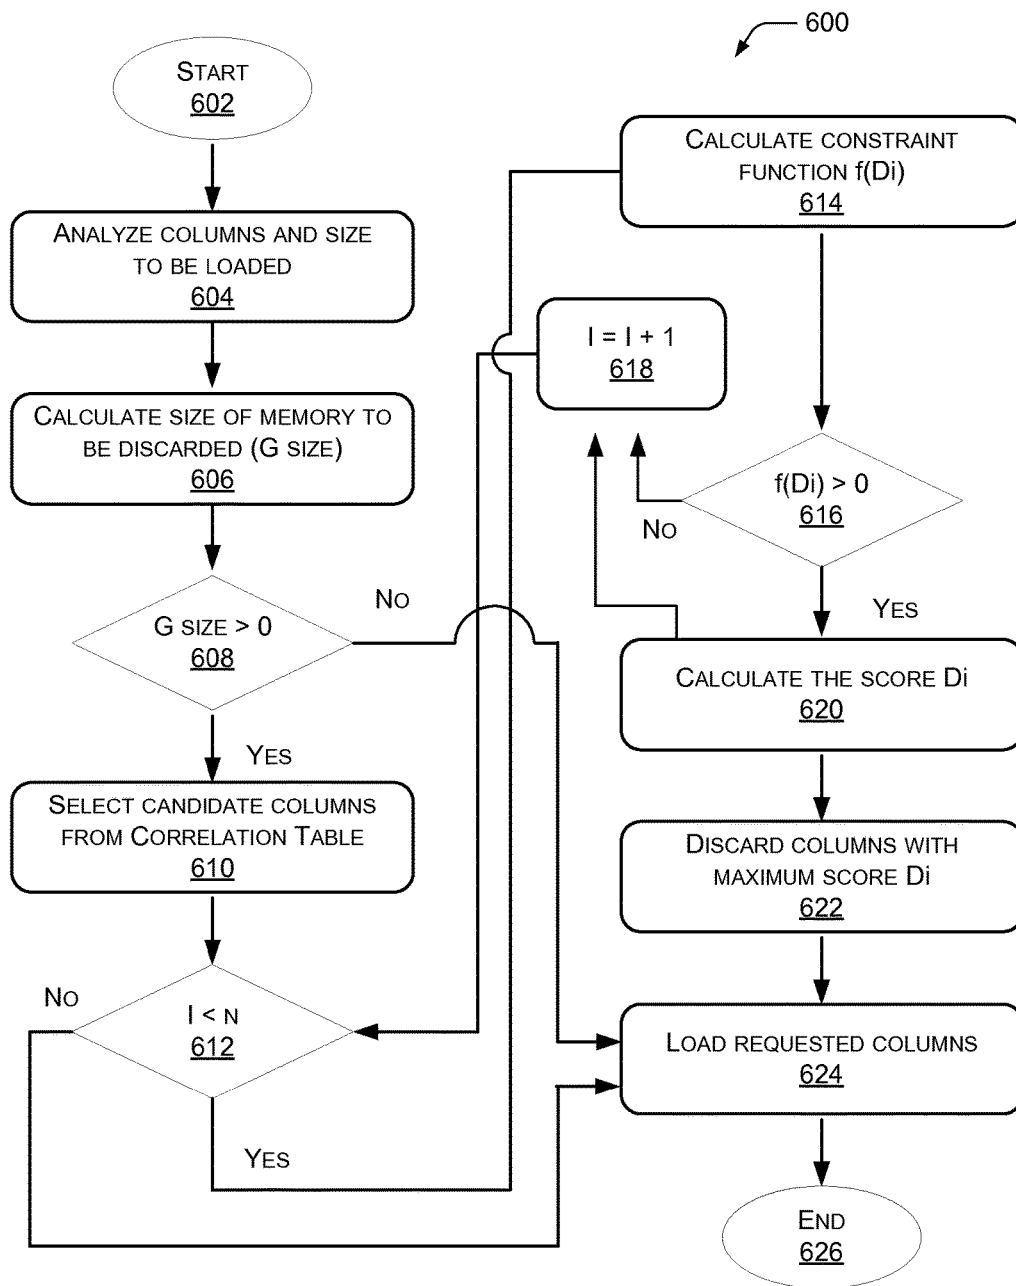 600
START
602
ANALYZE COLUMNS AND SIZE
TO BE LOADED
604
CALCULATE SIZE OF MEMORY TO
BE DISCARDED (G SIZE)
606
G SIZE > 0
608
NO
YES
SELECT CANDIDATE COLUMNS
FROM CORRELATION TABLE
610
I < N
612
NO
YES
CALCULATE CONSTRAINT
FUNCTION f(Di)
614
I = I + 1
618
f(Di) > 0
616
NO
YES
CALCULATE THE SCORE Di
620
DISCARD COLUMNS WITH
MAXIMUM SCORE Di
622
LOAD REQUESTED COLUMNS
624
END
626